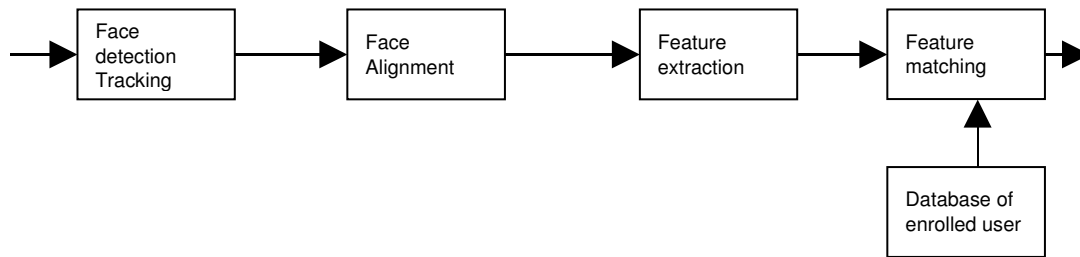 Face
detection
Tracking
Face
Alignment
Feature
extraction
Feature
matching
Database of
enrolled user